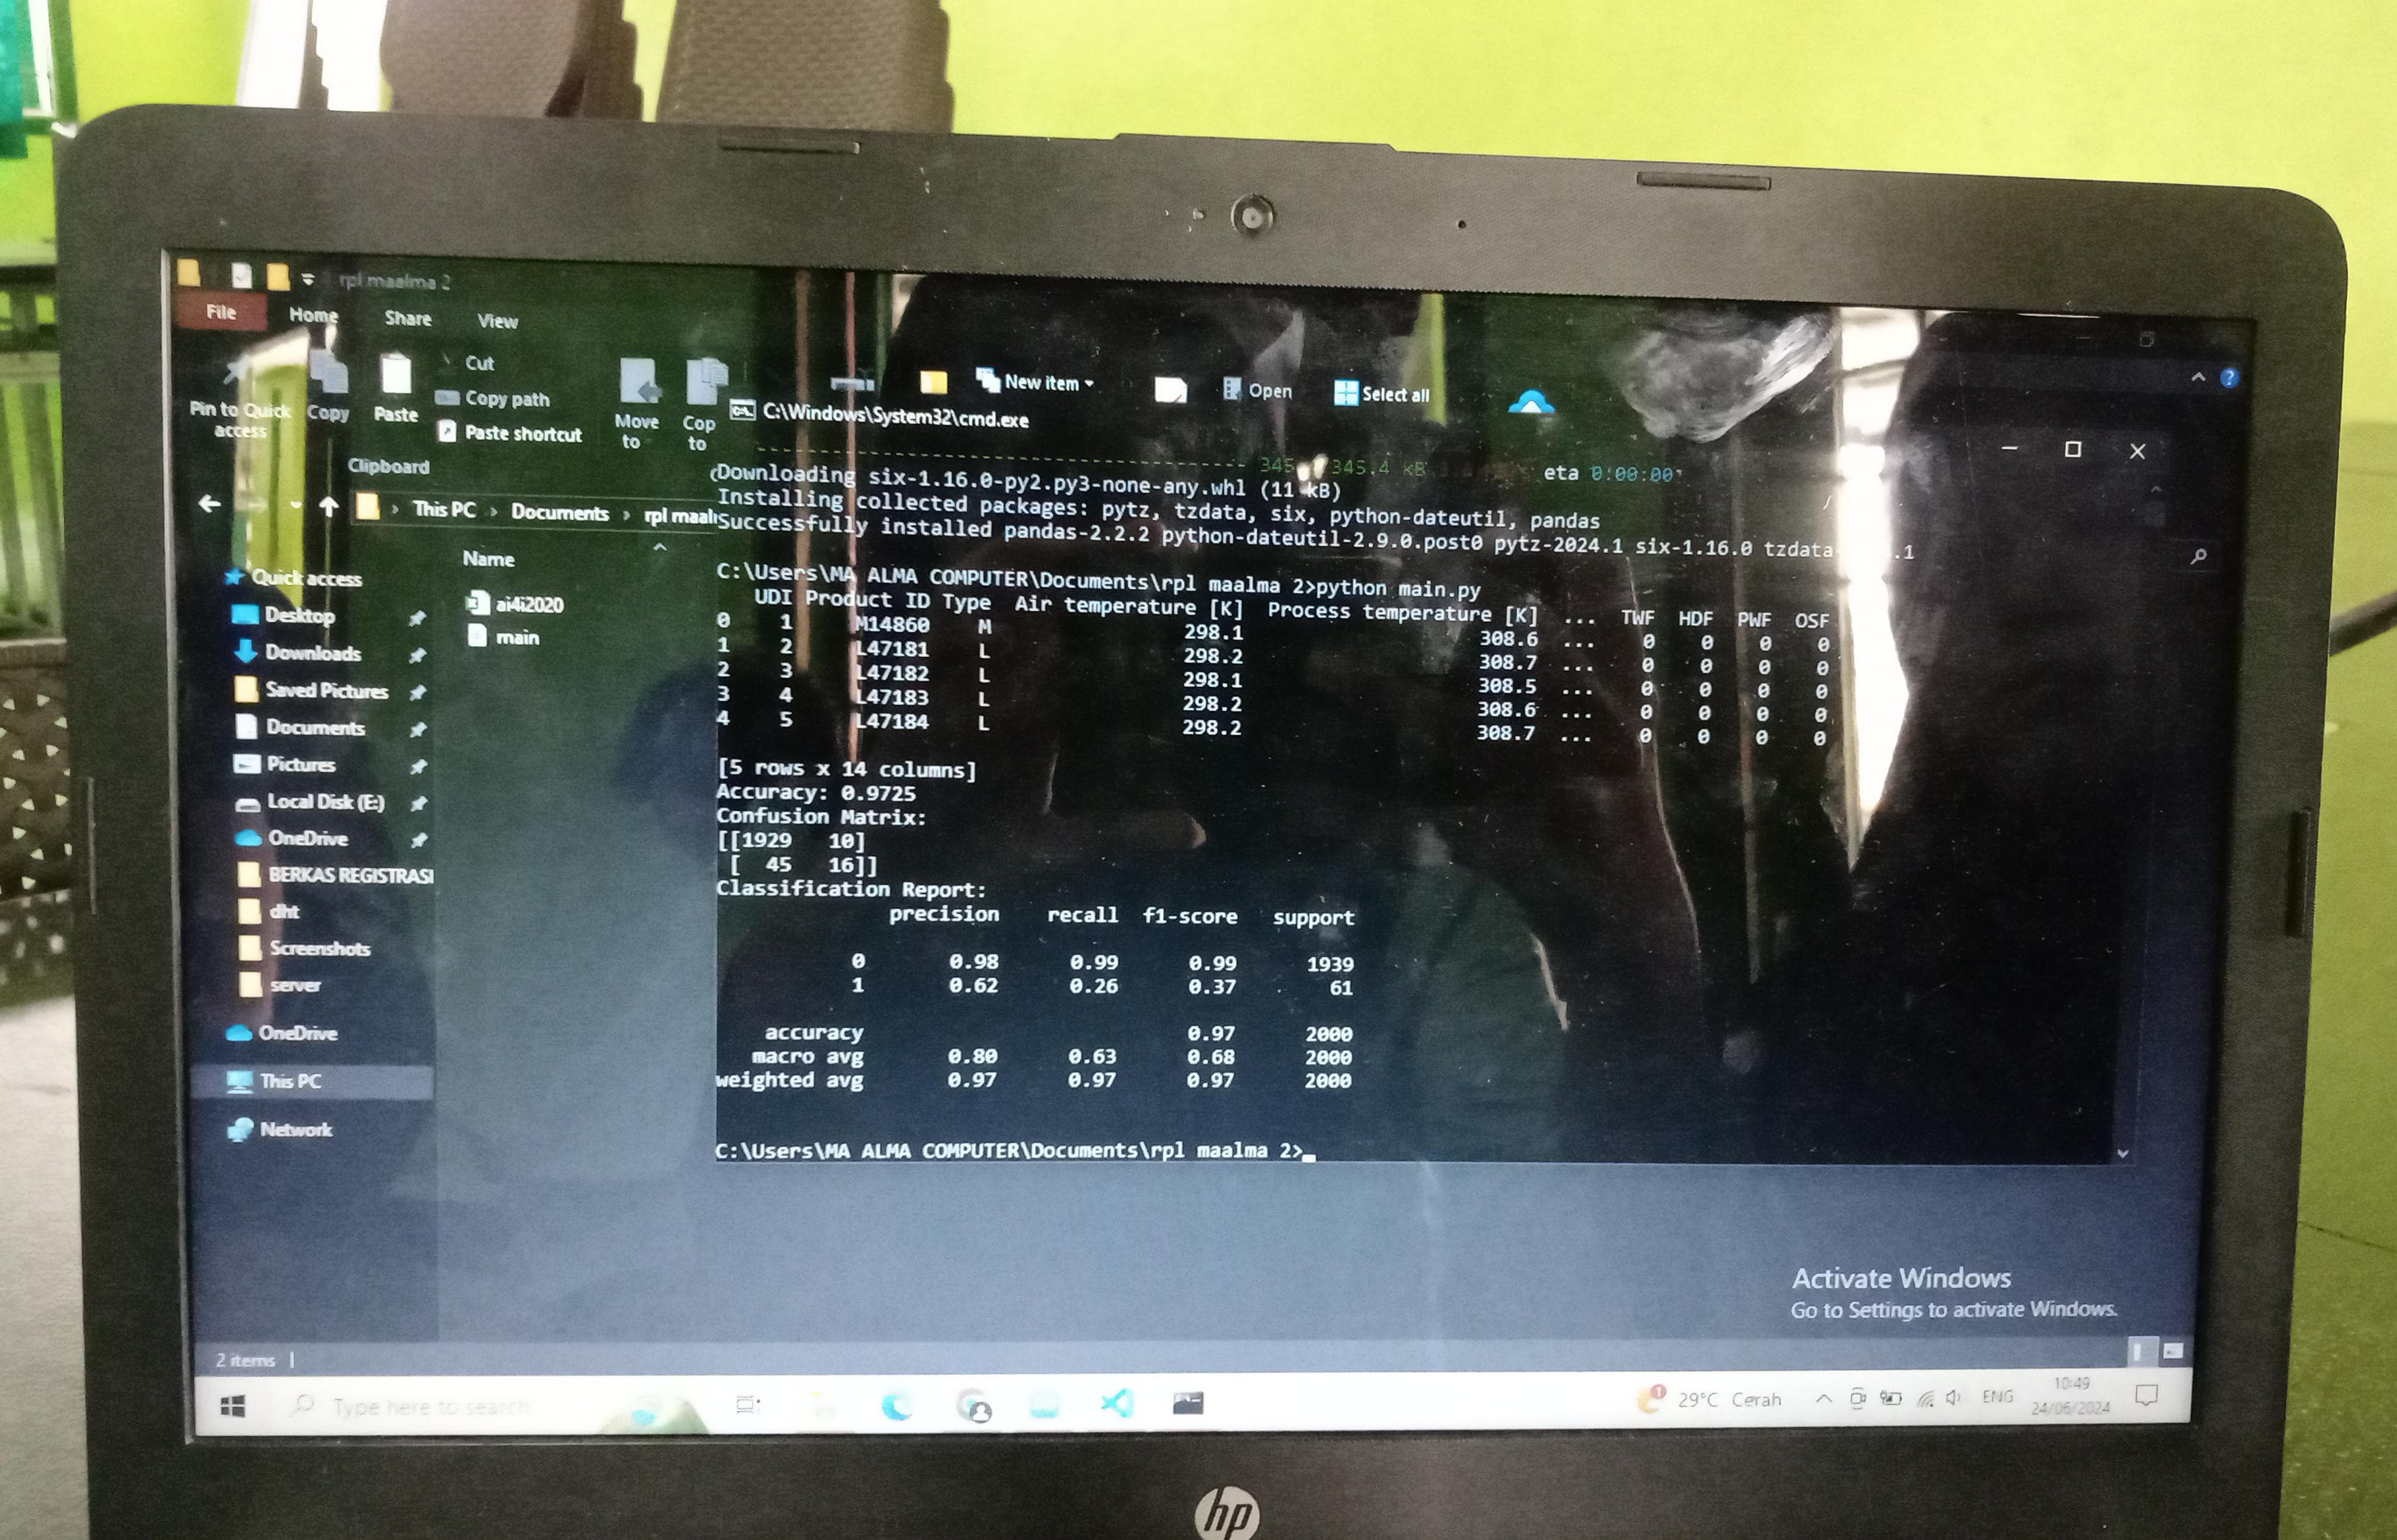 rpl maalma 2
File Home Share View
Pin to Quick access
Copy
Paste
Cut
Copy path
Paste shortcut
Move to
Cop to
New item
Open
Select all
Clipboard
This PC > Documents > rpl maal
Name
ai4i2020
main
Quick access
Desktop
Downloads
Saved Pictures
Documents
Pictures
Local Disk (E:)
OneDrive
BERKAS REGISTRASI
dht
Screenshots
server
OneDrive
This PC
Network
2 items
C:\Windows\System32\cmd.exe
345.4 kB eta 0:00:00
Downloading six-1.16.0-py2.py3-none-any.whl (11 kB)
Installing collected packages: pytz, tzdata, six, python-dateutil, pandas
Successfully installed pandas-2.2.2 python-dateutil-2.9.0.post0 pytz-2024.1 six-1.16.0 tzdata .1
C:\Users\MA ALMA COMPUTER\Documents\rpl maalma 2>python main.py
UDI Product ID Type Air temperature [K] Process temperature [K] ... TWF HDF PWF OSF
0 1 M14860 M 298.1 308.6 ... 0 0 0 0
1 2 L47181 L 298.2 308.7 ... 0 0 0 0
2 3 L47182 L 298.1 308.5 ... 0 0 0 0
3 4 L47183 L 298.2 308.6 ... 0 0 0 0
4 5 L47184 L 298.2 308.7 ... 0 0 0 0
[5 rows x 14 columns]
Accuracy: 0.9725
Confusion Matrix:
[[1929 10]
[ 45 16]]
Classification Report:
precision recall f1-score support
0 0.98 0.99 0.99 1939
1 0.62 0.26 0.37 61
accuracy 0.97 2000
macro avg 0.80 0.63 0.68 2000
weighted avg 0.97 0.97 0.97 2000
C:\Users\MA ALMA COMPUTER\Documents\rpl maalma 2>
Activate Windows
Go to Settings to activate Windows.
Type here to search
1
29°C Cerah
ENG
10:49
24/06/2024
hp